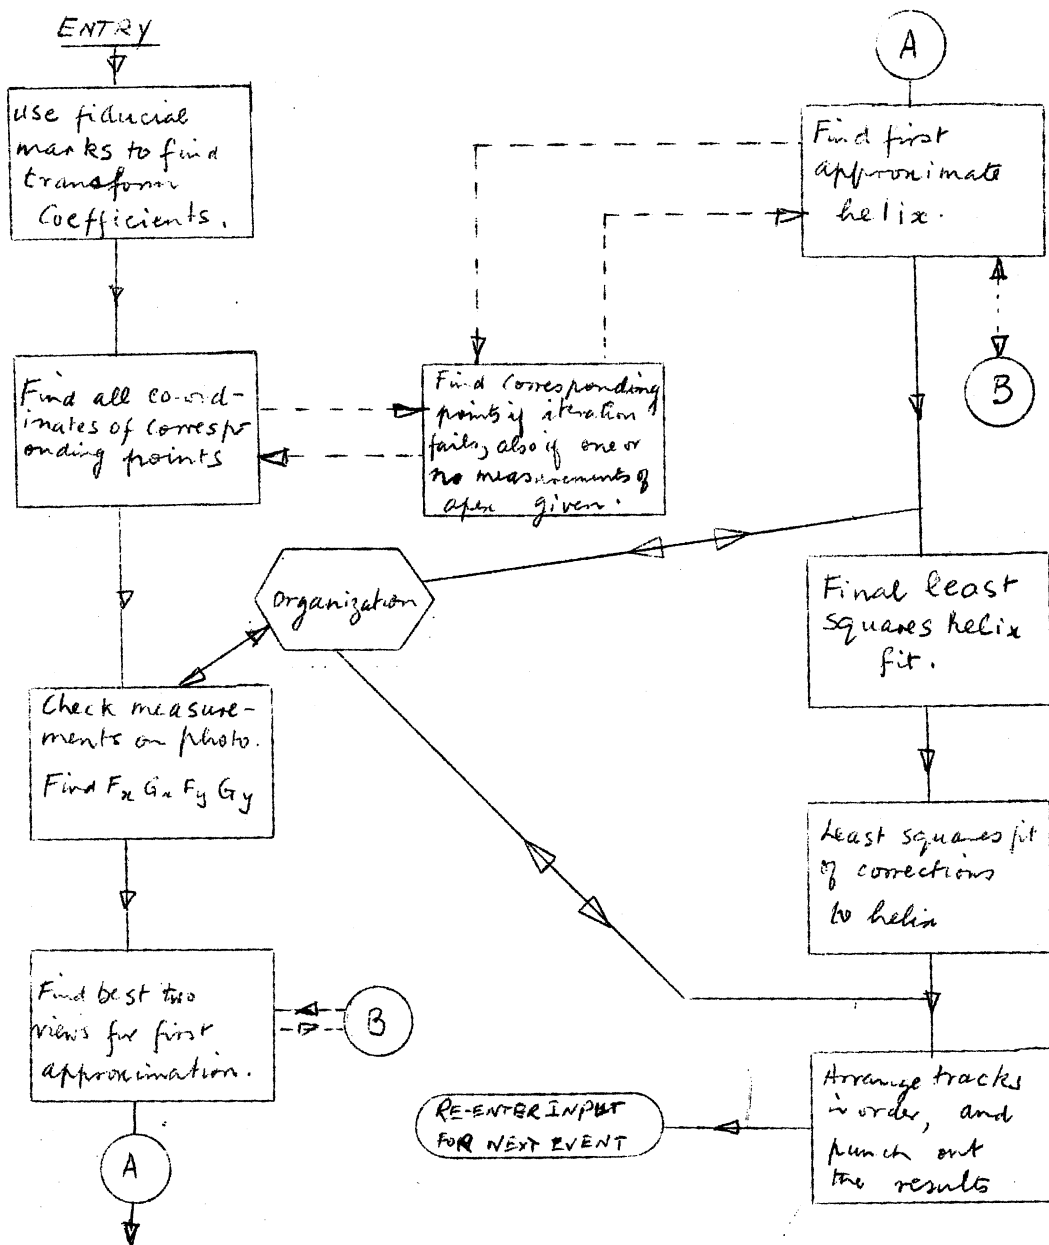 ENTRY
Use fiducial
marks to find
transform
Coefficients.
Find all co-ord-
inates of corresp-
onding points
Check measure-
ments on photo.
Find Fx Gx Fy Gy
Find best two
views for first
approximation.
A
B
Find corresponding
points if iteration
fails, also if one or
no measurements of
apex given.
Organization
A
Find first
approximate
helix.
B
Final least
squares helix
fit.
Least squares fit
of corrections
to helix
Arrange tracks
in order, and
punch out
the results
RE-ENTER INPUT
FOR NEXT EVENT